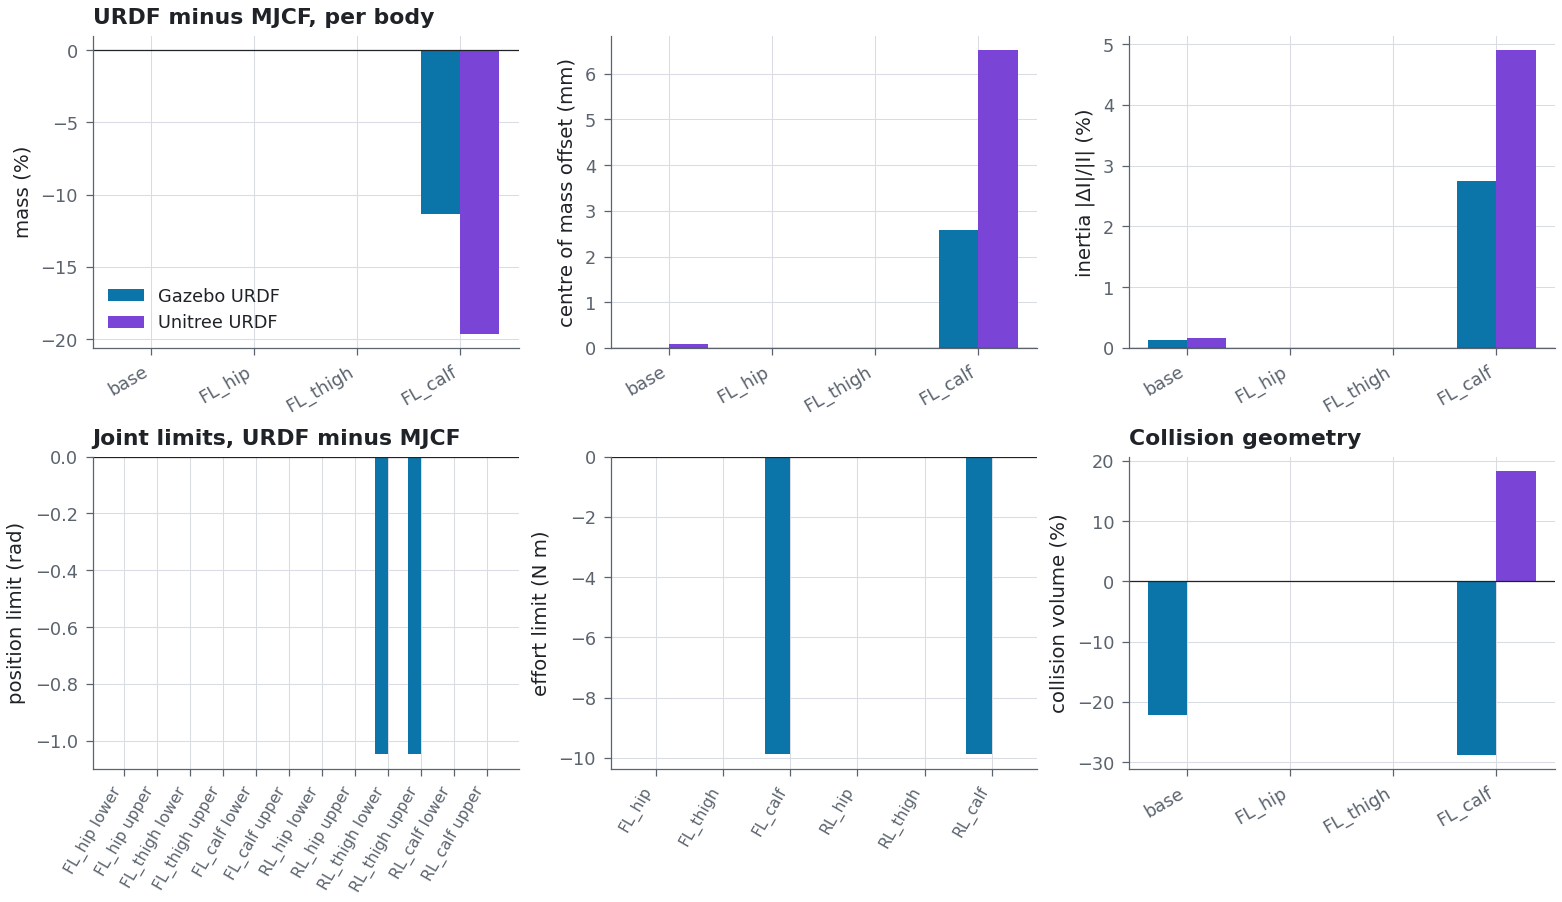 URDF minus MJCF, per body
mass (%)
0
−5
−10
−15
−20
Gazebo URDF
Unitree URDF
base
FL_hip
FL_thigh
FL_calf
centre of mass offset (mm)
6
5
4
3
2
1
0
base
FL_hip
FL_thigh
FL_calf
inertia |ΔI|/|I| (%)
5
4
3
2
1
0
base
FL_hip
FL_thigh
FL_calf
Joint limits, URDF minus MJCF
position limit (rad)
0.0
−0.2
−0.4
−0.6
−0.8
−1.0
FL_hip lower
FL_hip upper
FL_thigh lower
FL_thigh upper
FL_calf lower
FL_calf upper
RL_hip lower
RL_hip upper
RL_thigh lower
RL_thigh upper
RL_calf lower
RL_calf upper
effort limit (N m)
0
−2
−4
−6
−8
−10
FL_hip
FL_thigh
FL_calf
RL_hip
RL_thigh
RL_calf
Collision geometry
collision volume (%)
20
10
0
−10
−20
−30
base
FL_hip
FL_thigh
FL_calf